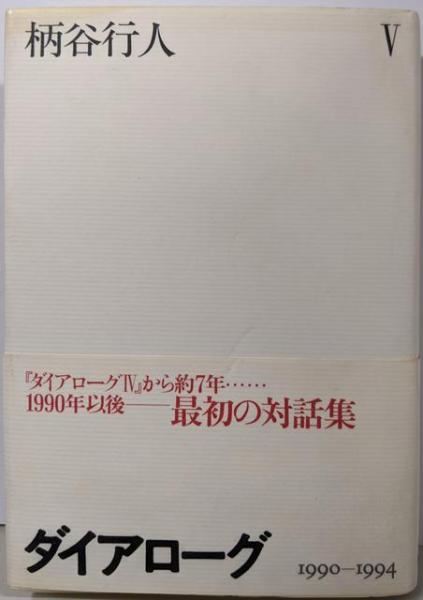 柄谷行人 V
『ダイアローグⅣ』から約7年……
1990年以後――最初の対話集
ダイアローグ 1990–1994